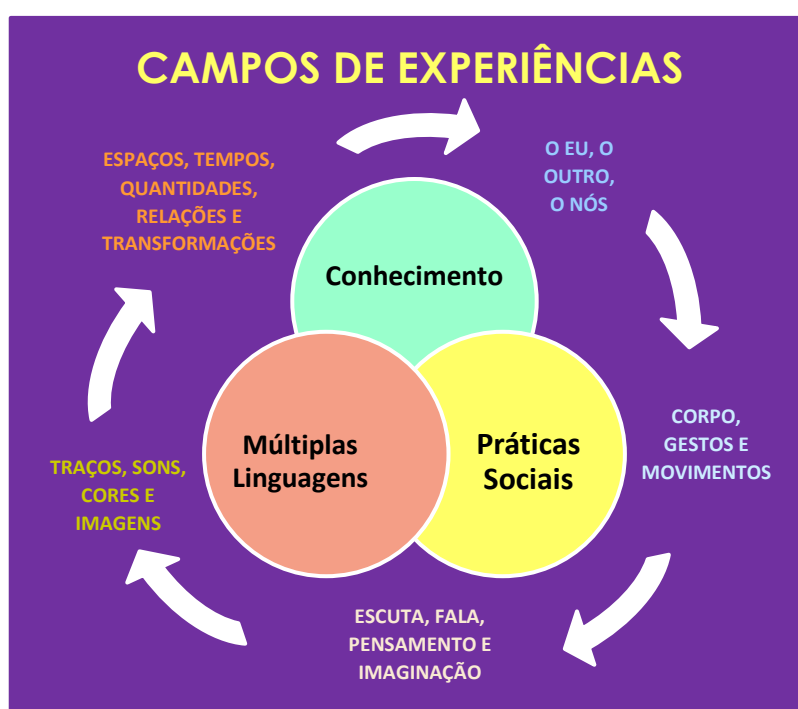 CAMPOS DE EXPERIÊNCIAS
ESPAÇOS, TEMPOS,
QUANTIDADES,
RELAÇÕES E
TRANSFORMAÇÕES
O EU, O
OUTRO,
O NÓS
Conhecimento
Múltiplas
Linguagens
Práticas
Sociais
CORPO,
GESTOS E
MOVIMENTOS
TRAÇOS, SONS,
CORES E
IMAGENS
ESCUTA, FALA,
PENSAMENTO E
IMAGINAÇÃO